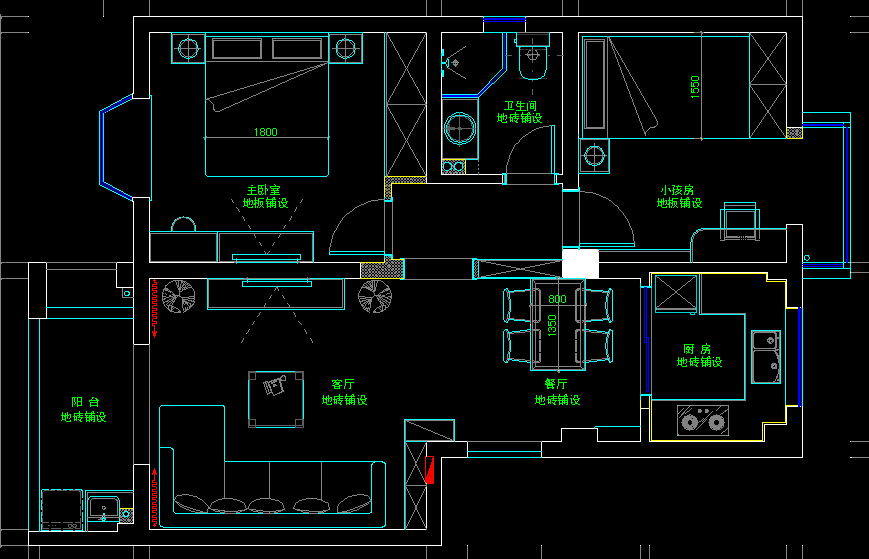 1550
卫生间
地砖铺设
1800
主卧室
地板铺设
小孩房
地板铺设
800
1350
厨 房
地砖铺设
客厅
地砖铺设
餐厅
地砖铺设
阳 台
地砖铺设